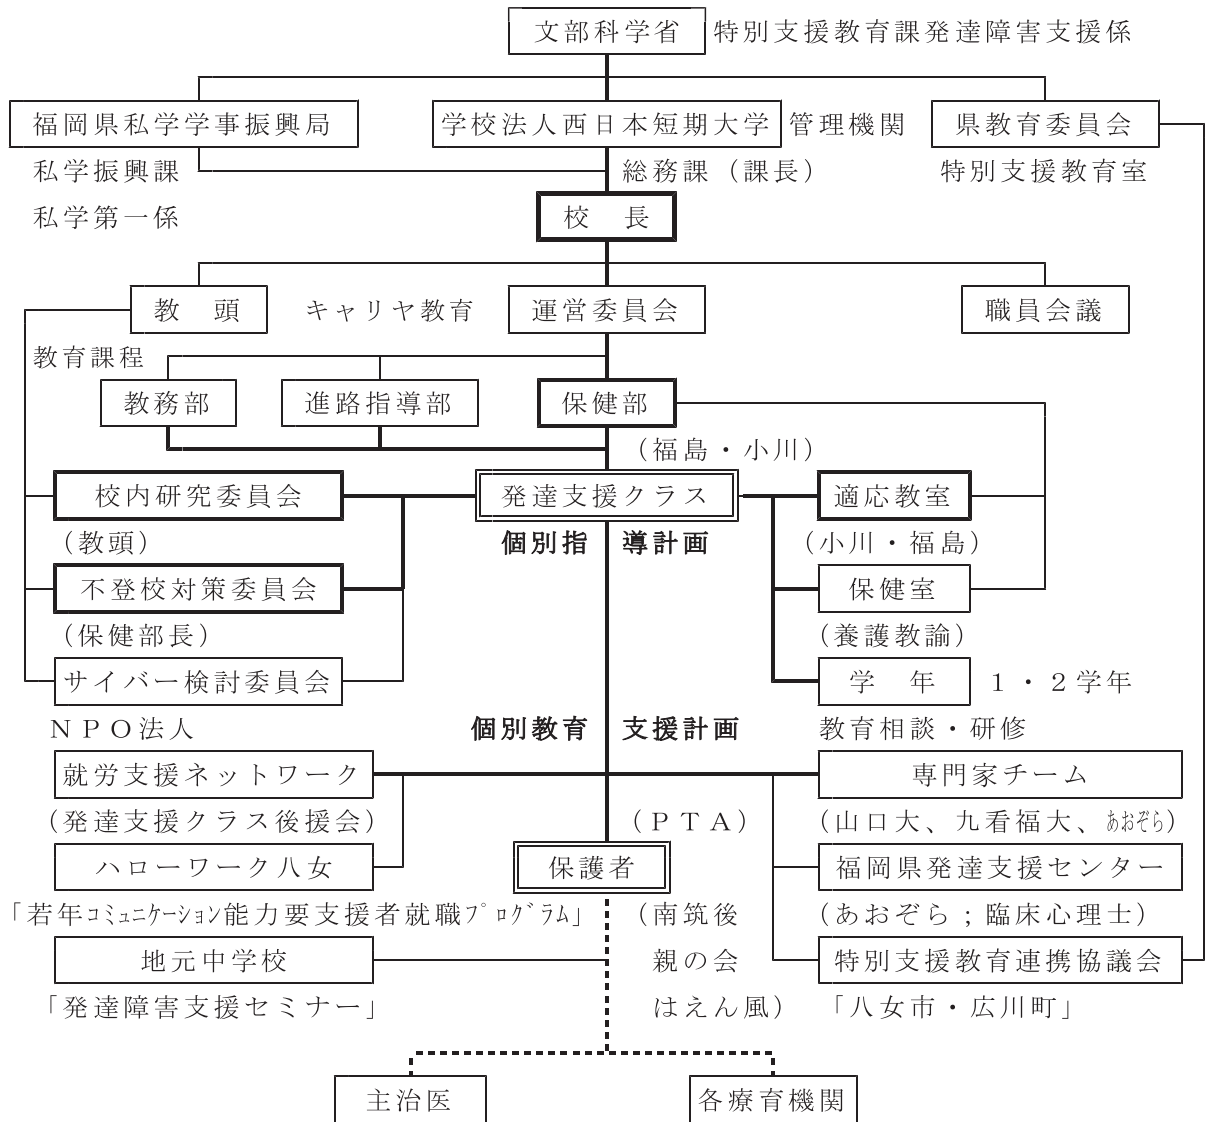 文部科学省 特別支援教育課発達障害支援係
福岡県私学学事振興局 学校法人西日本短期大学 管理機関 県教育委員会
私学振興課 総務課（課長） 特別支援教育室
私学第一係 校　長
教　頭 キャリヤ教育 運営委員会 職員会議
教育課程
教務部 進路指導部 保健部
（福島・小川）
校内研究委員会 発達支援クラス 適応教室
（教頭） 個別指 導計画 （小川・福島）
不登校対策委員会 保健室
（保健部長） （養護教諭）
サイバー検討委員会 学　年 １・２学年
ＮＰＯ法人 個別教育 支援計画 教育相談・研修
就労支援ネットワーク 専門家チーム
（発達支援クラス後援会） （ＰＴＡ） （山口大、九看福大、あおぞら）
ハローワーク八女 保護者 福岡県発達支援センター
「若年ｺﾐｭﾆｹｰｼｮﾝ能力要支援者就職ﾌﾟﾛｸﾞﾗﾑ」 （南筑後 （あおぞら；臨床心理士）
地元中学校 親の会 特別支援教育連携協議会
「発達障害支援セミナー」 はえん風） 「八女市・広川町」
主治医 各療育機関